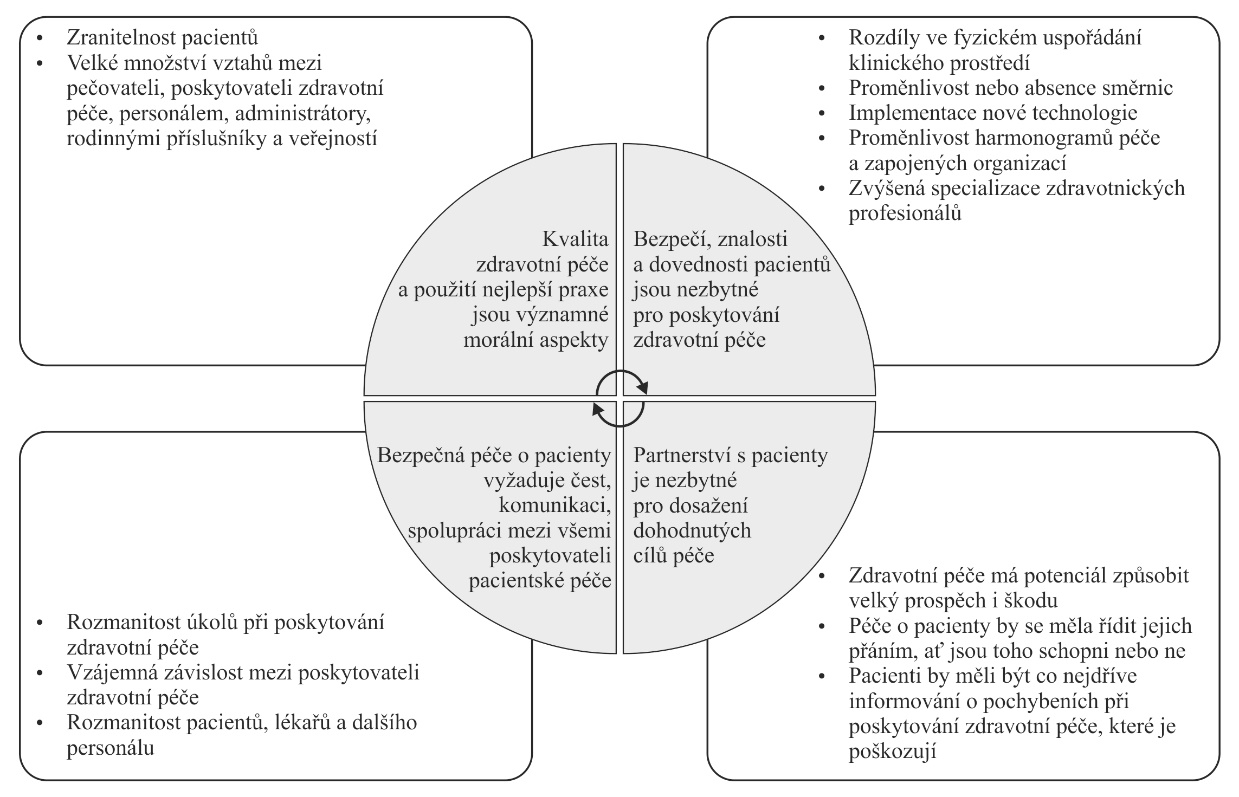 • Zranitelnost pacientů
• Velké množství vztahů mezi
pečovateli, poskytovateli zdravotní
péče, personálem, administrátory,
rodinnými příslušníky a veřejností
• Rozdíly ve fyzickém uspořádání
klinického prostředí
• Proměnlivost nebo absence směrnic
• Implementace nové technologie
• Proměnlivost harmonogramů péče
a zapojených organizací
• Zvýšená specializace zdravotnických
profesionálů
Kvalita
zdravotní péče
a použití nejlepší praxe
jsou významné
morální aspekty
Bezpečí, znalosti
a dovednosti pacientů
jsou nezbytné
pro poskytování
zdravotní péče
Bezpečná péče o pacienty
vyžaduje čest,
komunikaci,
spolupráci mezi všemi
poskytovateli
pacientské péče
Partnerství s pacienty
je nezbytné
pro dosažení
dohodnutých
cílů péče
• Rozmanitost úkolů při poskytování
zdravotní péče
• Vzájemná závislost mezi poskytovateli
zdravotní péče
• Rozmanitost pacientů, lékařů a dalšího
personálu
• Zdravotní péče má potenciál způsobit
velký prospěch i škodu
• Péče o pacienty by se měla řídit jejich
přáním, ať jsou toho schopni nebo ne
• Pacienti by měli být co nejdříve
informování o pochybeních při
poskytování zdravotní péče, které je
poškozují